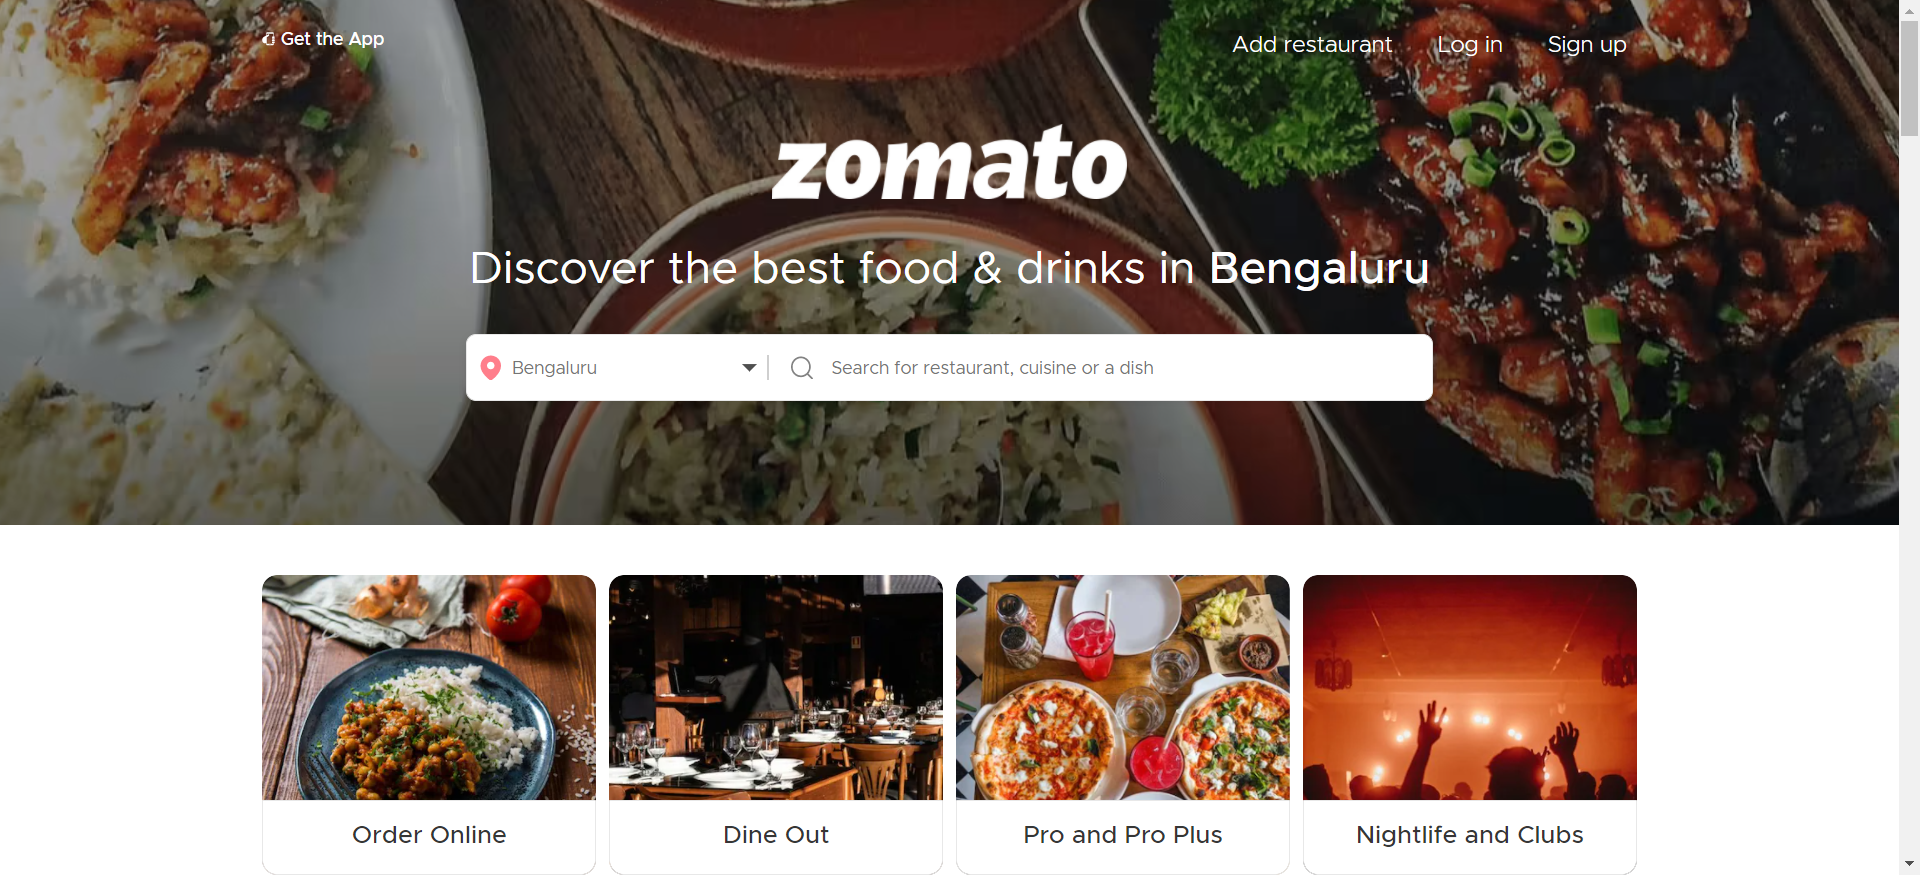 Get the App
Add restaurant
Log in
Sign up
zomato
Discover the best food & drinks in Bengaluru
Bengaluru
Search for restaurant, cuisine or a dish
Order Online
Dine Out
Pro and Pro Plus
Nightlife and Clubs